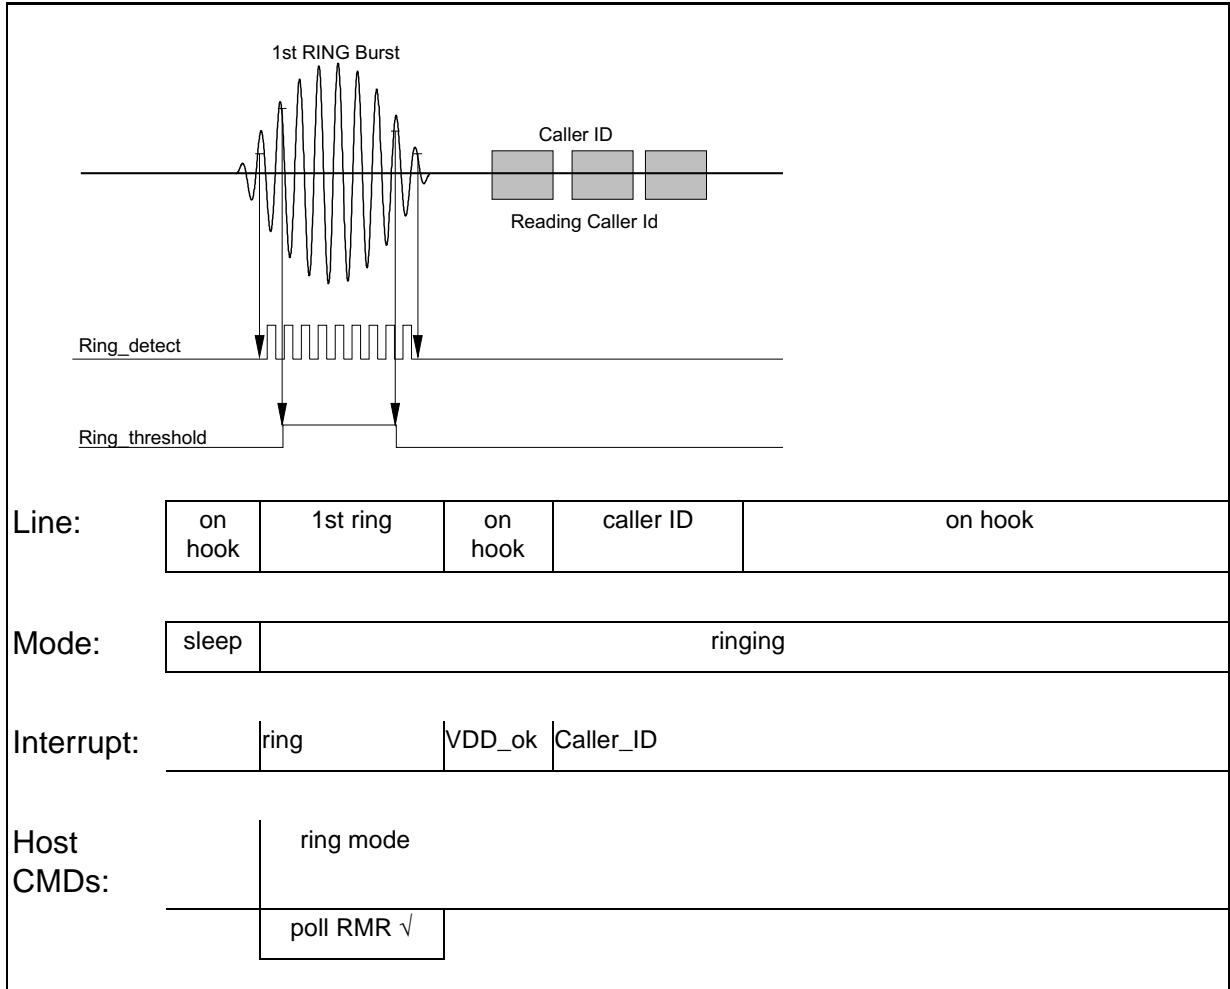 1st RING Burst
Caller ID
Reading Caller Id
Ring_detect
Ring_threshold
Line:
on
hook
1st ring
on
hook
caller ID
on hook
Mode:
sleep
ringing
Interrupt:
ring
VDD_ok
Caller_ID
Host
CMDs:
ring mode
poll RMR √